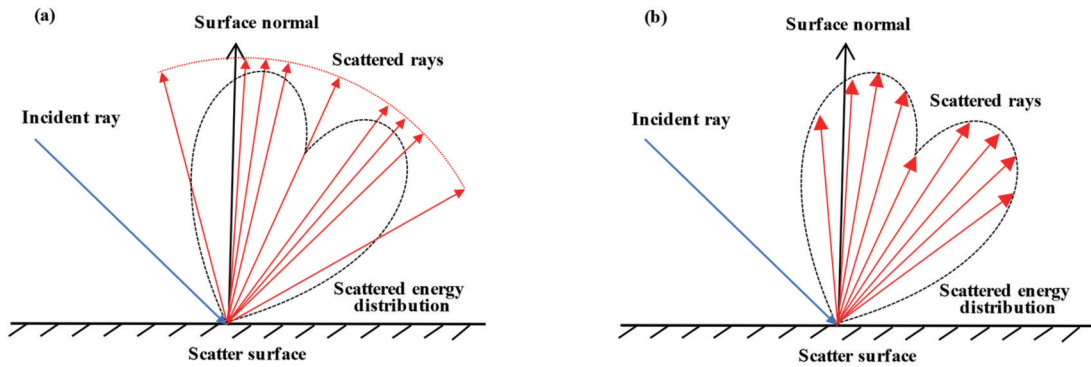 (a)
Surface normal
Scattered rays
Incident ray
Scattered energy
distribution
Scatter surface
(b)
Surface normal
Scattered rays
Incident ray
Scattered energy
distribution
Scatter surface